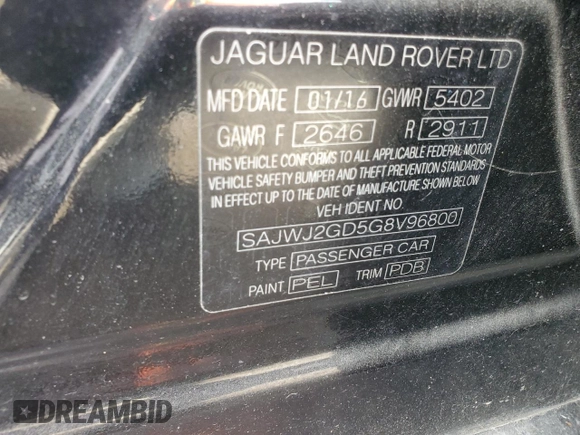 JAGUAR LAND ROVER LTD
MFD DATE 01/16 GVWR 5402
GAWR F 2646 R 2911
THIS VEHICLE CONFORMS TO ALL APPLICABLE FEDERAL MOTOR
VEHICLE SAFETY BUMPER AND THEFT PREVENTION STANDARDS
IN EFFECT UP TO THE DATE OF MANUFACTURE SHOWN BELOW
VEH IDENT NO.
SAJWJ2GD5G8V96800
TYPE PASSENGER CAR
PAINT PEL TRIM PDB
DREAMBID